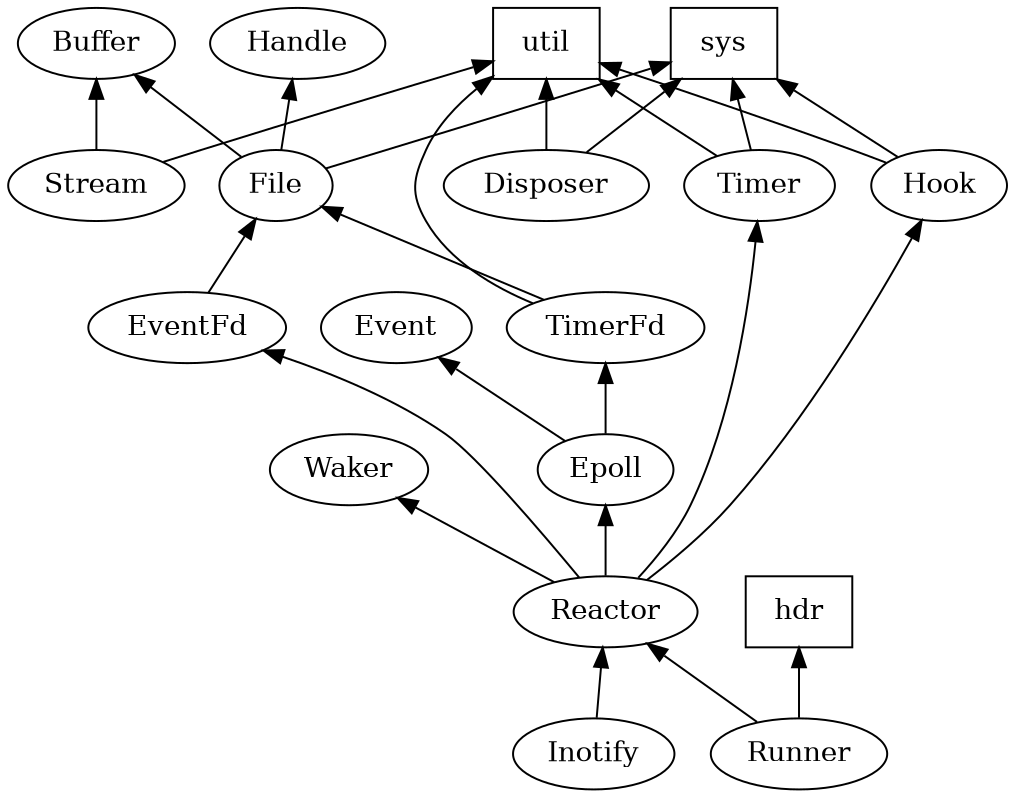 Buffer
Handle
util
sys
Stream
File
Disposer
Timer
Hook
EventFd
Event
TimerFd
Waker
Epoll
Reactor
hdr
Inotify
Runner